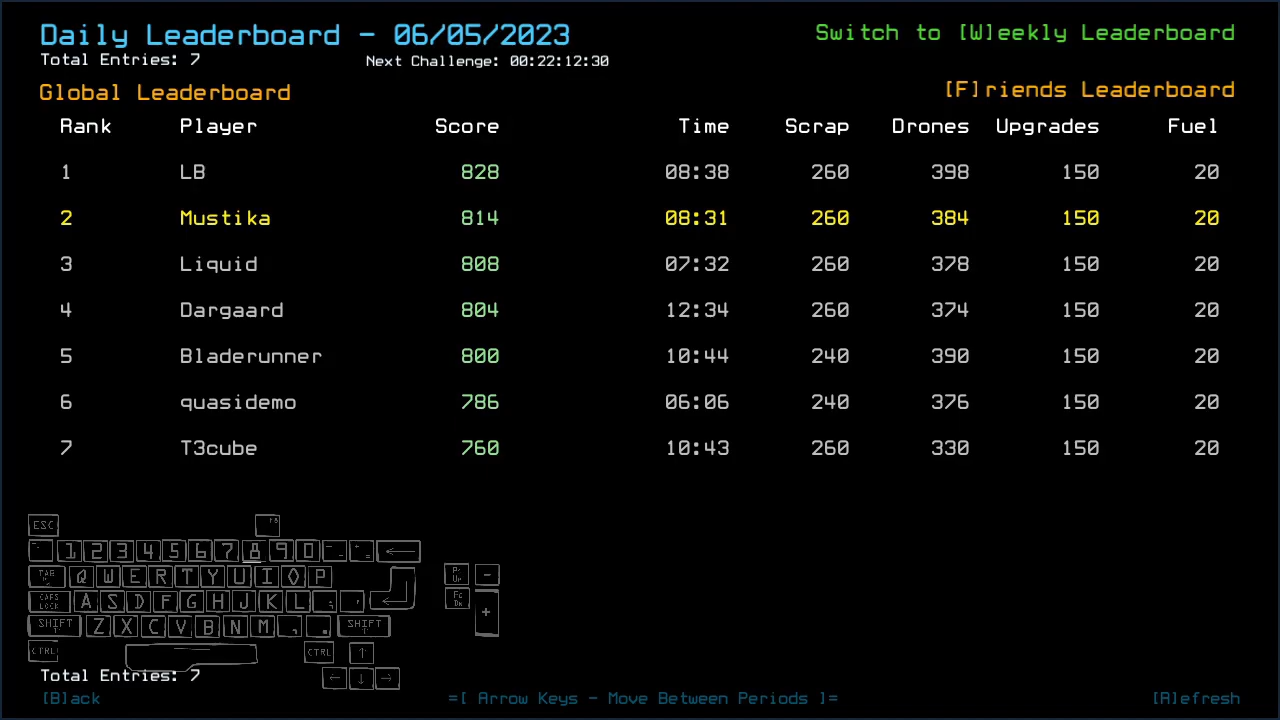 Daily Leaderboard - 06/05/2023
Switch to [W]eekly Leaderboard
Total Entries: 7
Next Challenge: 00:22:12:30
Global Leaderboard
[F]riends Leaderboard
Rank Player Score Time Scrap Drones Upgrades Fuel
1 LB 828 08:38 260 398 150 20
2 Mustika 814 08:31 260 384 150 20
3 Liquid 808 07:32 260 378 150 20
4 Dargaard 804 12:34 260 374 150 20
5 Bladerunner 800 10:44 240 390 150 20
6 quasidemo 786 06:06 240 376 150 20
7 T3cube 760 10:43 260 330 150 20
ESC
1 2 3 4 5 6 7 8 9 0 - ←
TAB Q W E R T Y U I O P
CAPS LOCK A S D F G H J K L ; ,
SHIFT Z X C V B N M , . SHIFT
CTRL CTRL ↑
← ↓ →
-
+
Total Entries: 7
[B]ack
=[ Arrow Keys - Move Between Periods ]=
[R]efresh